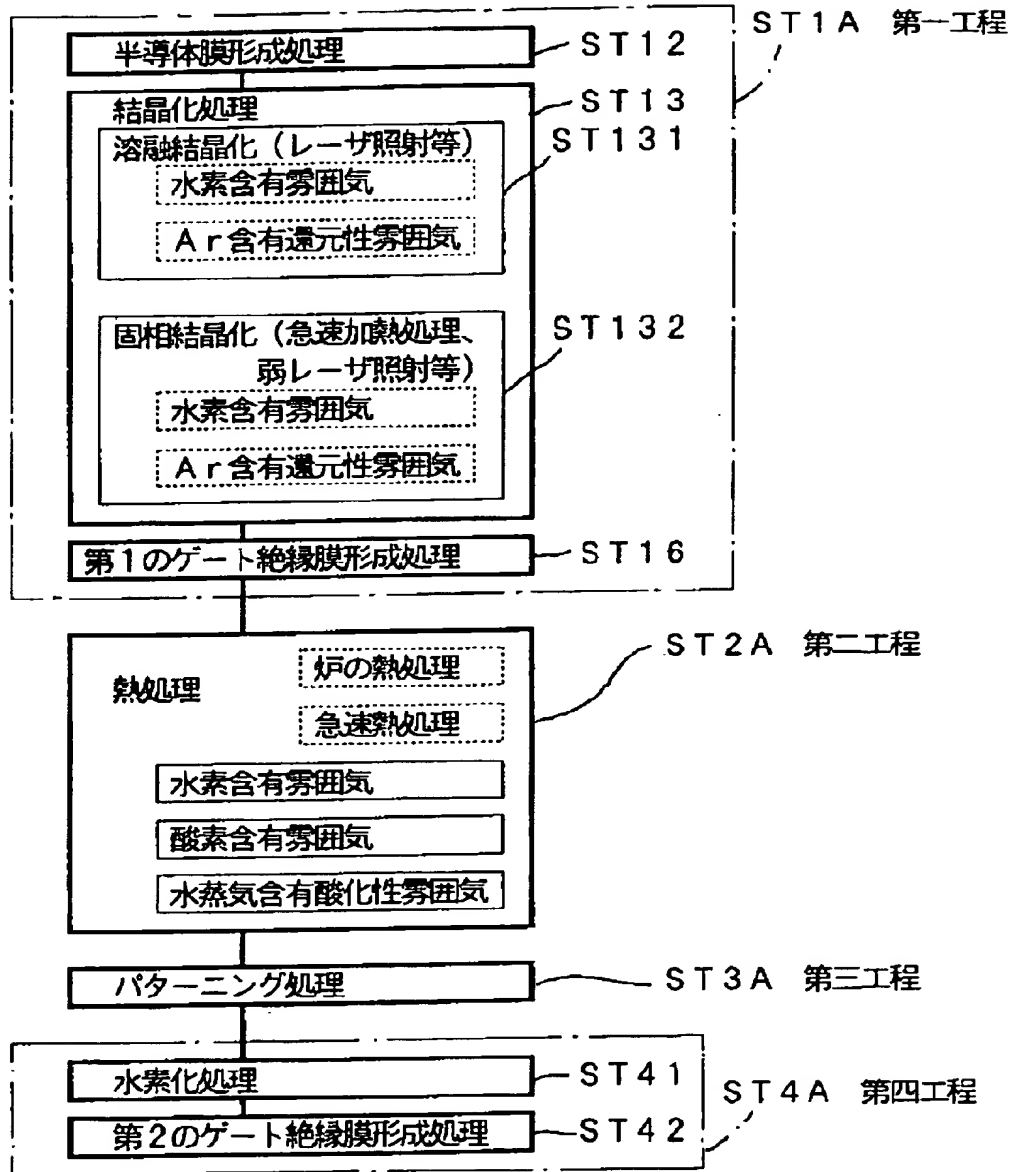 ST1A 第一工程
半導体膜形成処理
ST12
結晶化処理
ST13
溶融結晶化(レーザ照射等)
ST131
水素含有雰囲気
Ar含有還元性雰囲気
固相結晶化(急速加熱処理、
弱レーザ照射等)
ST132
水素含有雰囲気
Ar含有還元性雰囲気
第1のゲート絶縁膜形成処理
ST16
熱処理
炉の熱処理
急速熱処理
水素含有雰囲気
酸素含有雰囲気
水蒸気含有酸化性雰囲気
ST2A 第二工程
パターニング処理
ST3A 第三工程
水素化処理
ST41
第2のゲート絶縁膜形成処理
ST42
ST4A 第四工程